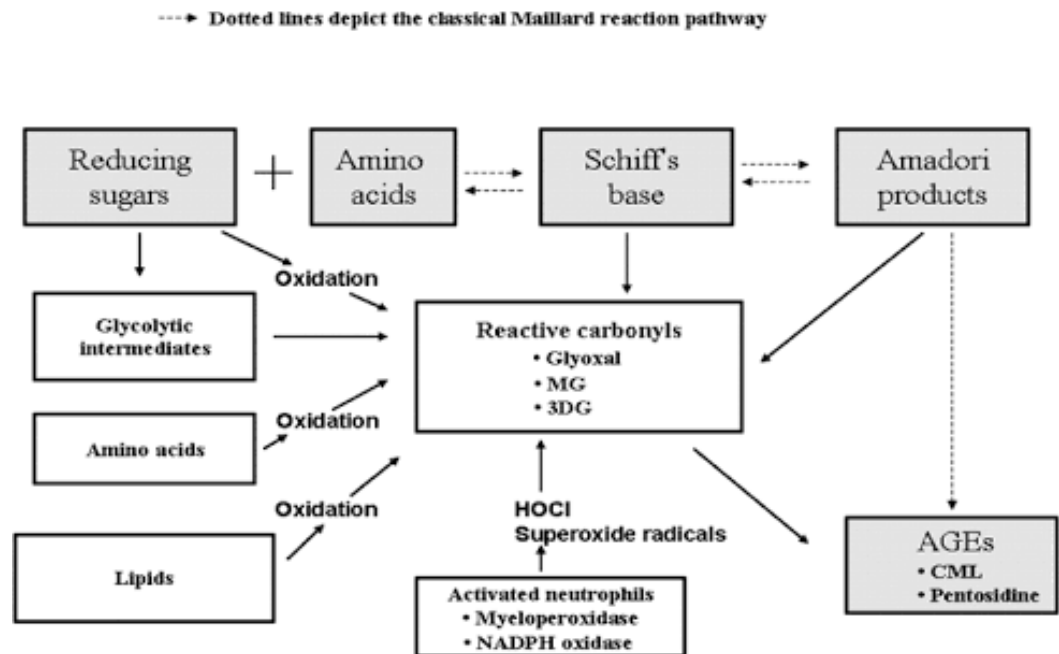 Dotted lines depict the classical Maillard reaction pathway
Reducing
sugars
+
Amino
acids
Schiff's
base
Amadori
products
Oxidation
Glycolytic
intermediates
Reactive carbonyls
• Glyoxal
• MG
• 3DG
Oxidation
Amino acids
Oxidation
HOCl
Superoxide radicals
Lipids
AGEs
• CML
• Pentosidine
Activated neutrophils
• Myeloperoxidase
• NADPH oxidase